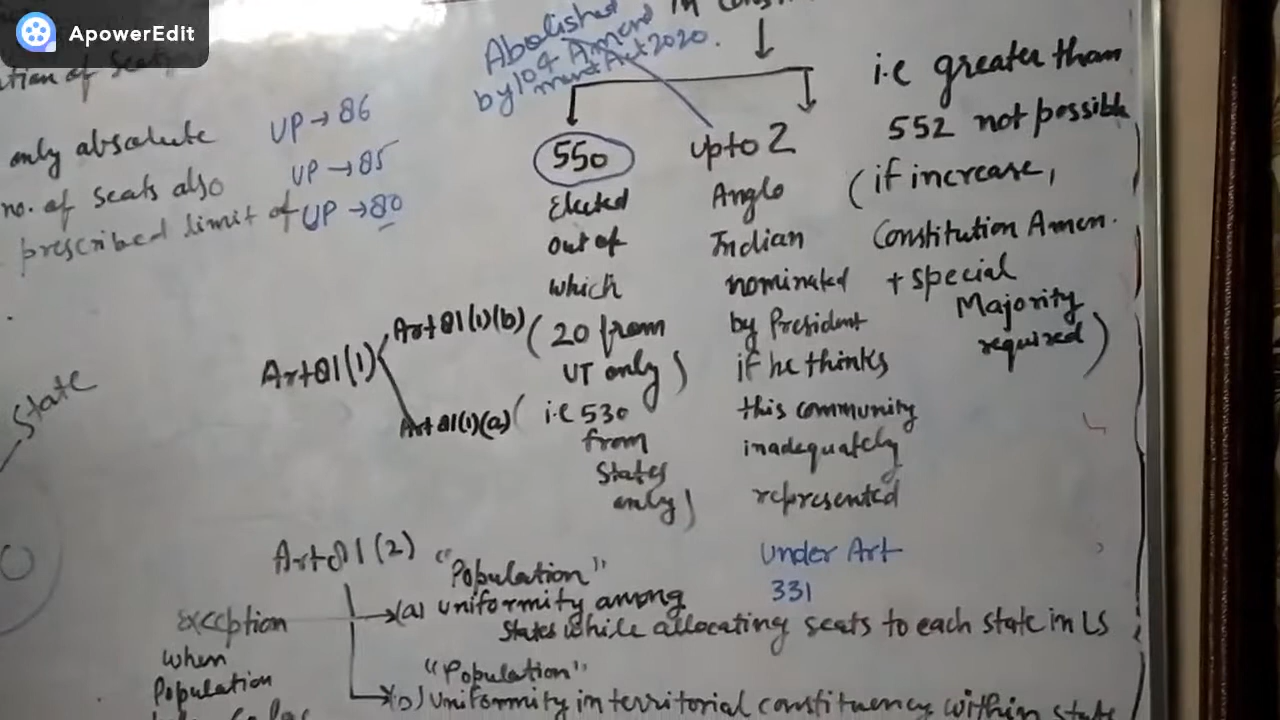 ApowerEdit
Abolished
by 104 Amend
ment Act 2020.
in
only absolute
no. of seats also
prescribed limit of
UP → 86
UP → 85
UP → 80
550
Elected
out of
which
(20 from
UT only)
(i.e 530
from
States
only)
upto 2
Anglo
Indian
nominated
by President
if he thinks
this community
inadequately
represented
under Art
331
i.e greater than
552 not possible
(if increase,
Constitution Amen.
+ special
Majority
required)
Art 81(1)
Art 81(1)(b)
Art 81(1)(a)
State
Art 81(2)
"Population"
(a) uniformity among
states while allocating seats to each state in LS
"Population"
(b) uniformity in territorial constituency within state
exception
when
Population